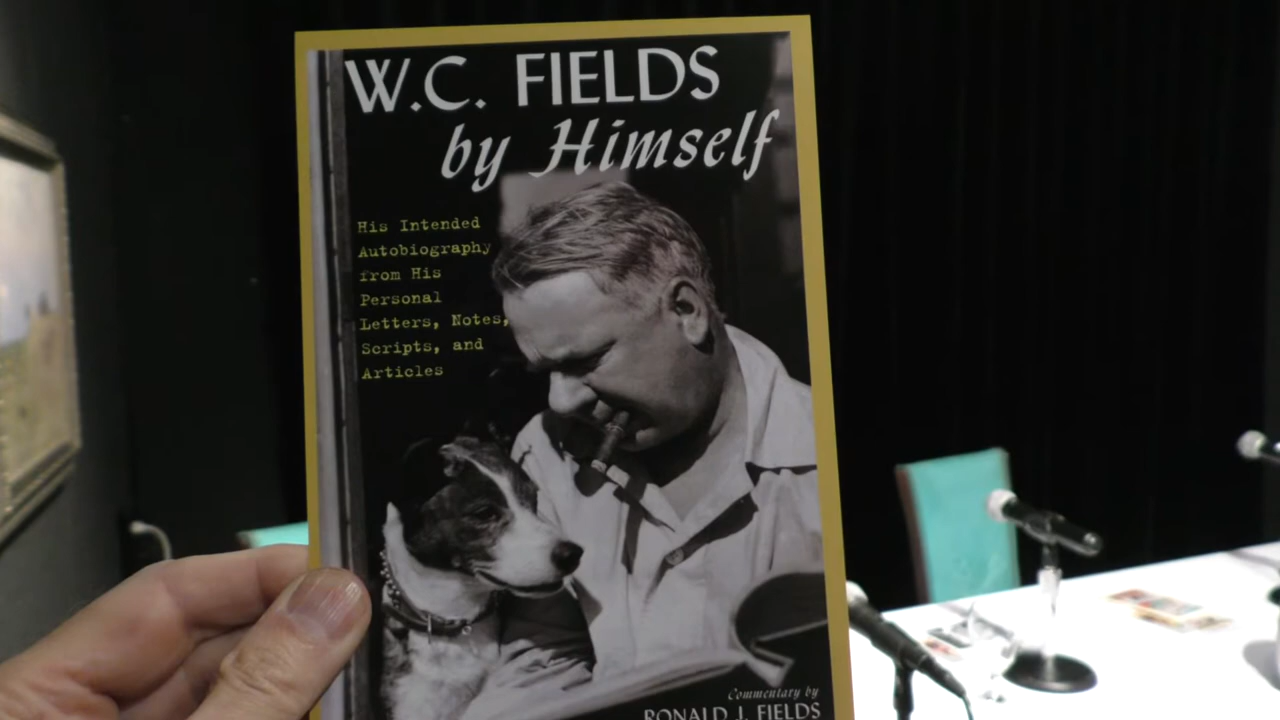 W.C. FIELDS
by Himself
His Intended
Autobiography
from His
Personal
Letters, Notes,
Scripts, and
Articles
Commentary by
RONALD J. FIELDS